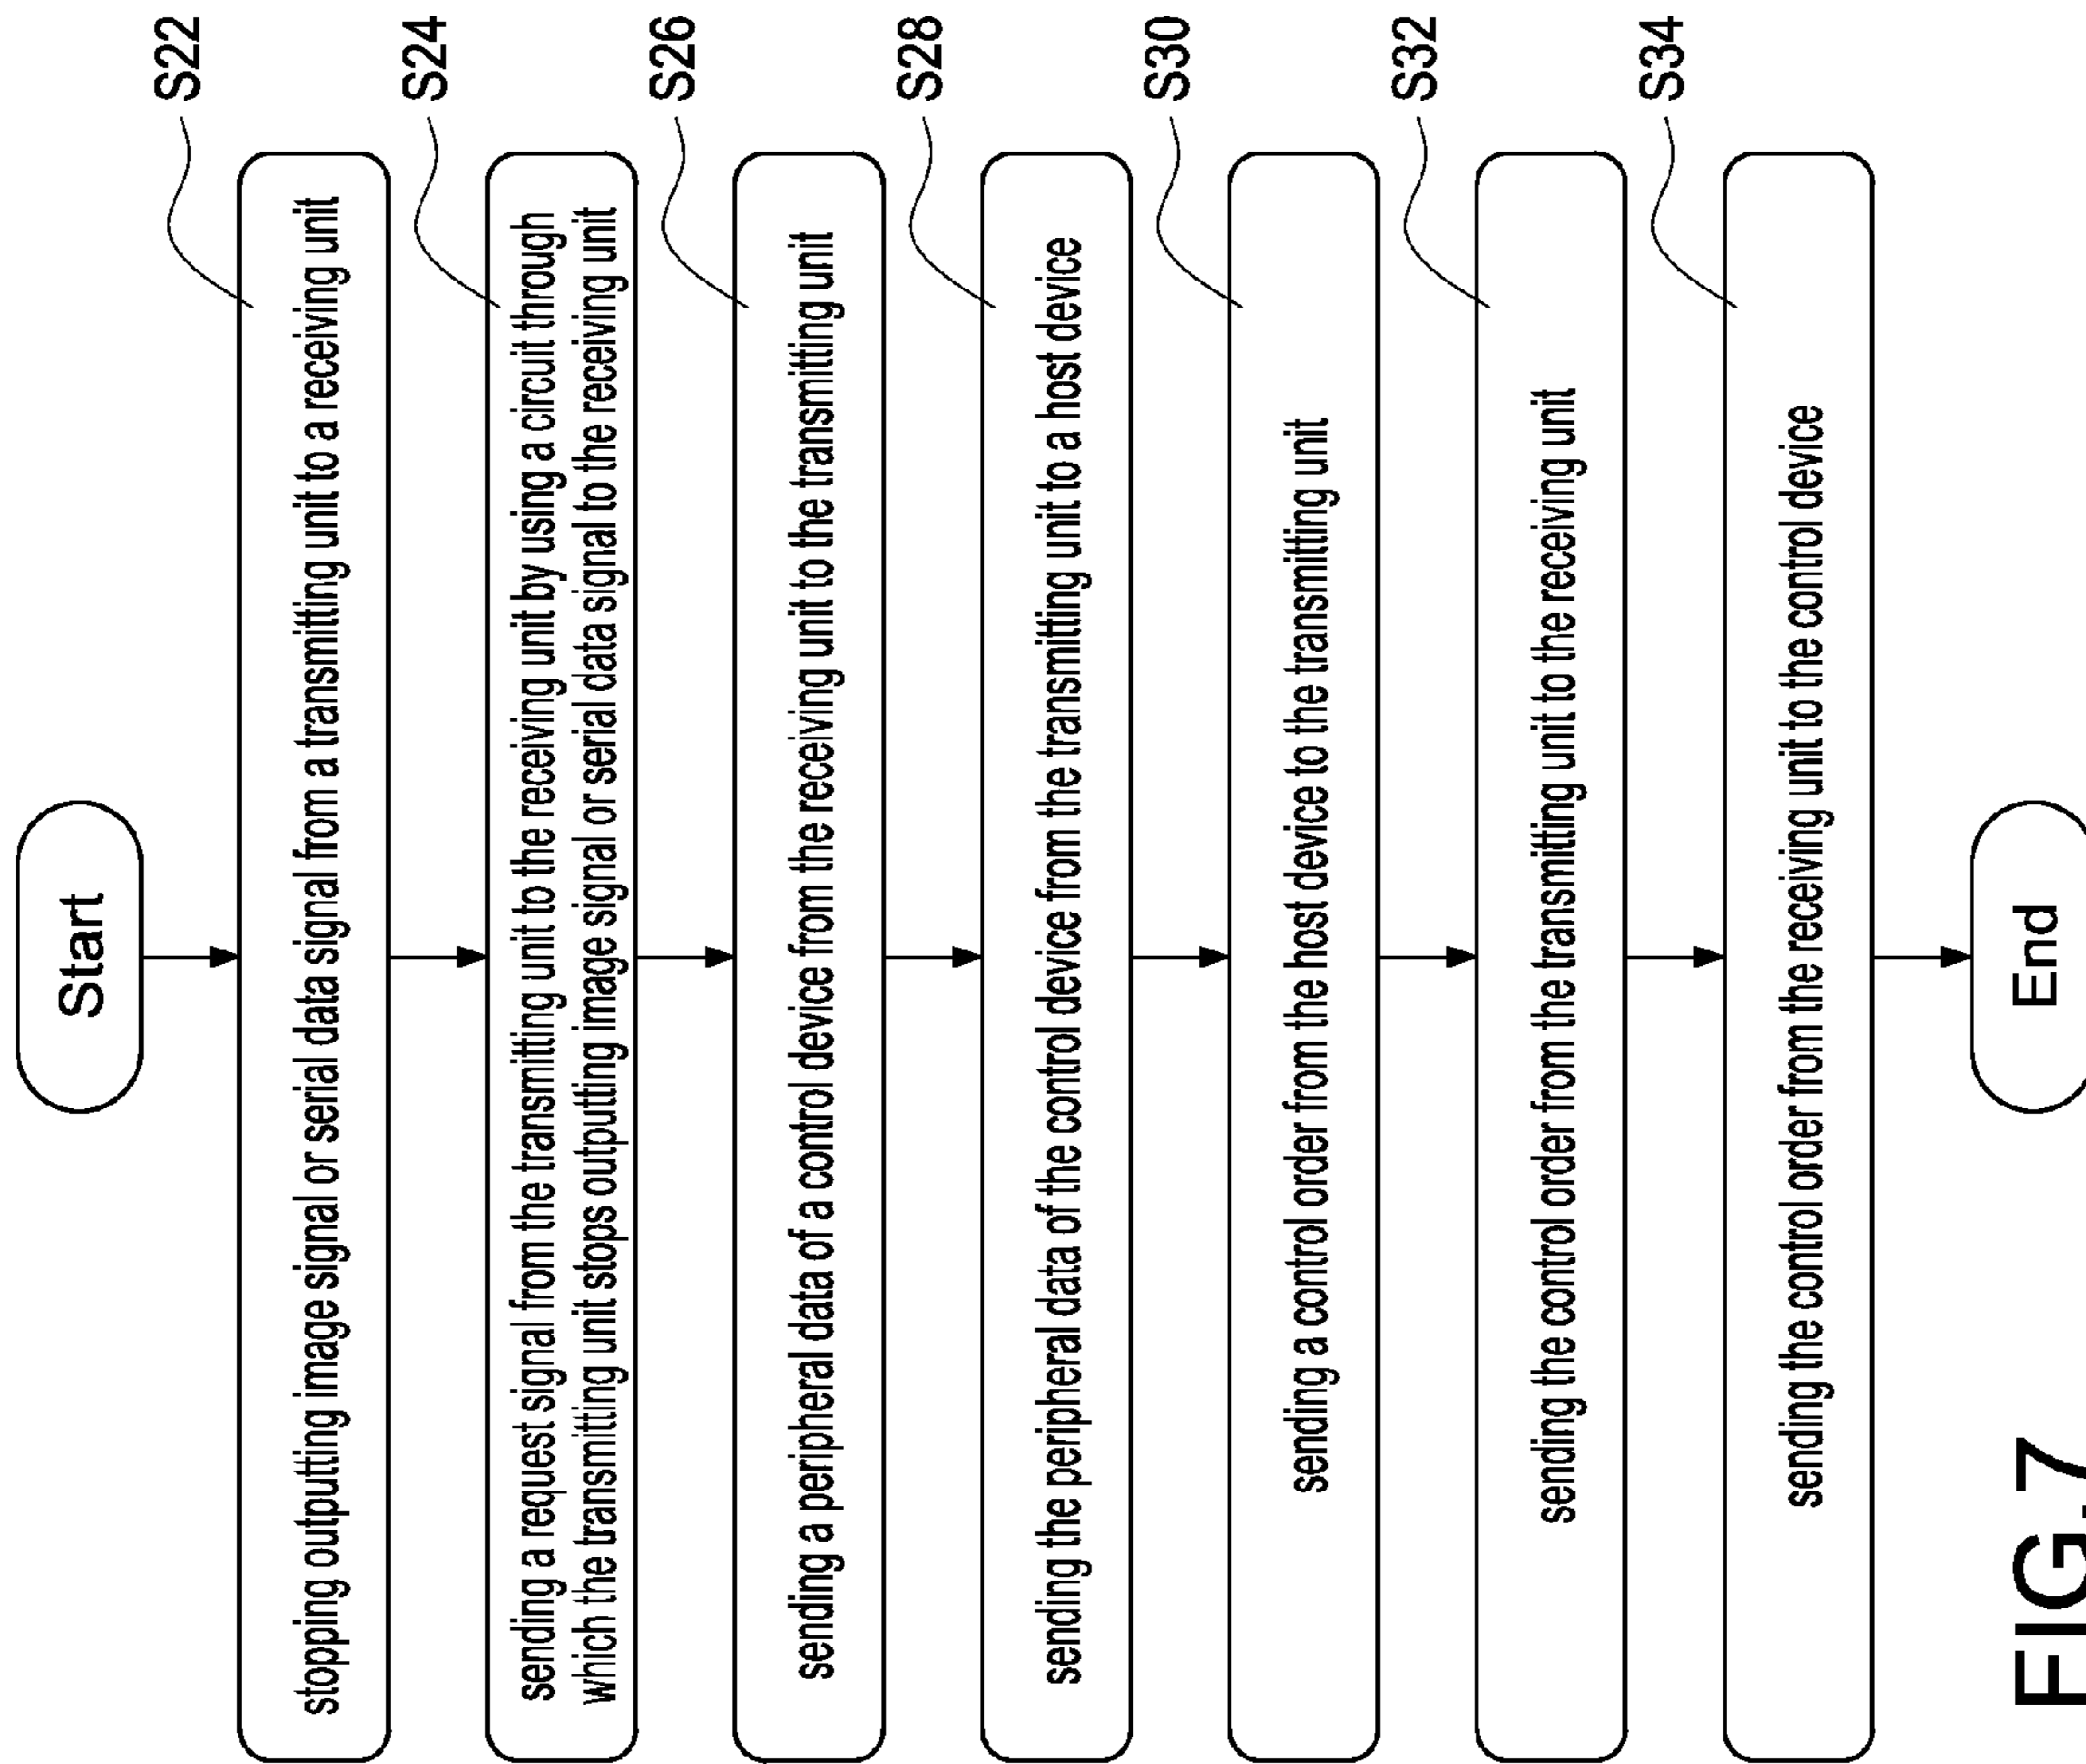 Start
S22
stopping outputting image signal or serial data signal from a transmitting unit to a receiving unit
S24
sending a request signal from the transmitting unit to the receiving unit by using a circuit through
which the transmitting unit stops outputting image signal or serial data signal to the receiving unit
S26
sending a peripheral data of a control device from the receiving unit to the transmitting unit
S28
sending the peripheral data of the control device from the transmitting unit to a host device
S30
sending a control order from the host device to the transmitting unit
S32
sending the control order from the transmitting unit to the receiving unit
S34
sending the control order from the receiving unit to the control device
End
FIG.7